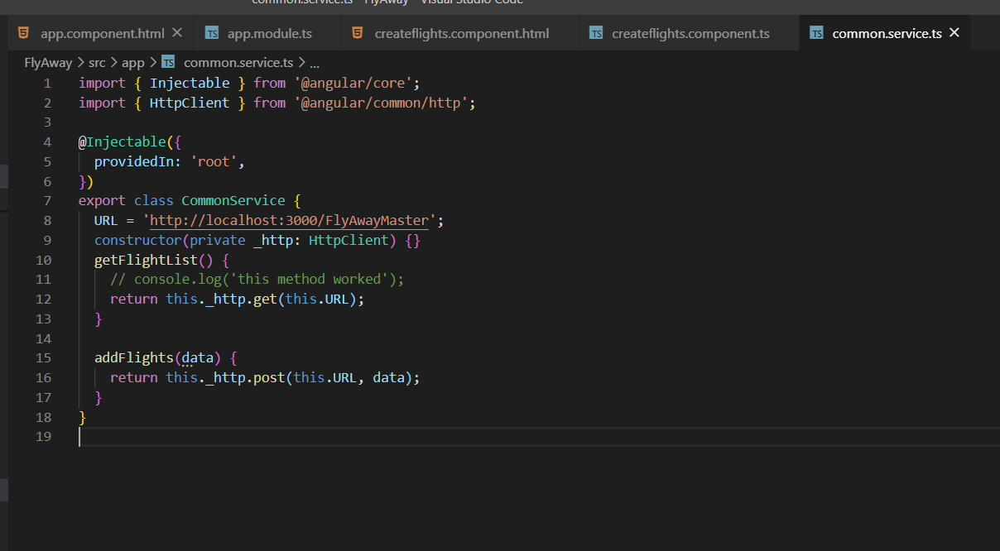 common.service.ts - FlyAway - Visual Studio Code
app.component.html
TS app.module.ts
createflights.component.html
TS createflights.component.ts
TS common.service.ts
FlyAway > src > app > TS common.service.ts > ...
1 import { Injectable } from '@angular/core';
2 import { HttpClient } from '@angular/common/http';
3
4 @Injectable({
5 providedIn: 'root',
6 })
7 export class CommonService {
8 URL = 'http://localhost:3000/FlyAwayMaster';
9 constructor(private _http: HttpClient) {}
10 getFlightList() {
11 // console.log('this method worked');
12 return this._http.get(this.URL);
13 }
14
15 addFlights(data) {
16 return this._http.post(this.URL, data);
17 }
18 }
19